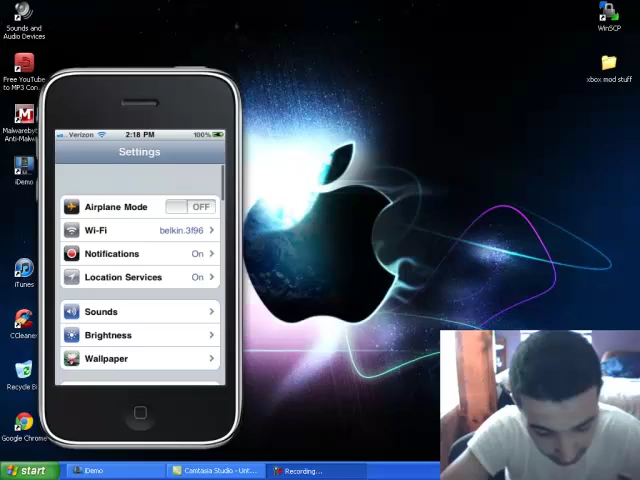 Sounds and
Audio Devices
Free YouTube
to MP3 Con...
Malwareby
Anti-Malwa
iDemo
iTunes
CCleaner
Recycle Bi
Google Chrome
WinSCP
xbox mod stuff
Verizon 2:18 PM 100%
Settings
Airplane Mode OFF
Wi-Fi belkin.3f96
Notifications On
Location Services On
Sounds
Brightness
Wallpaper
start iDemo Camtasia Studio - Unt... Recording...